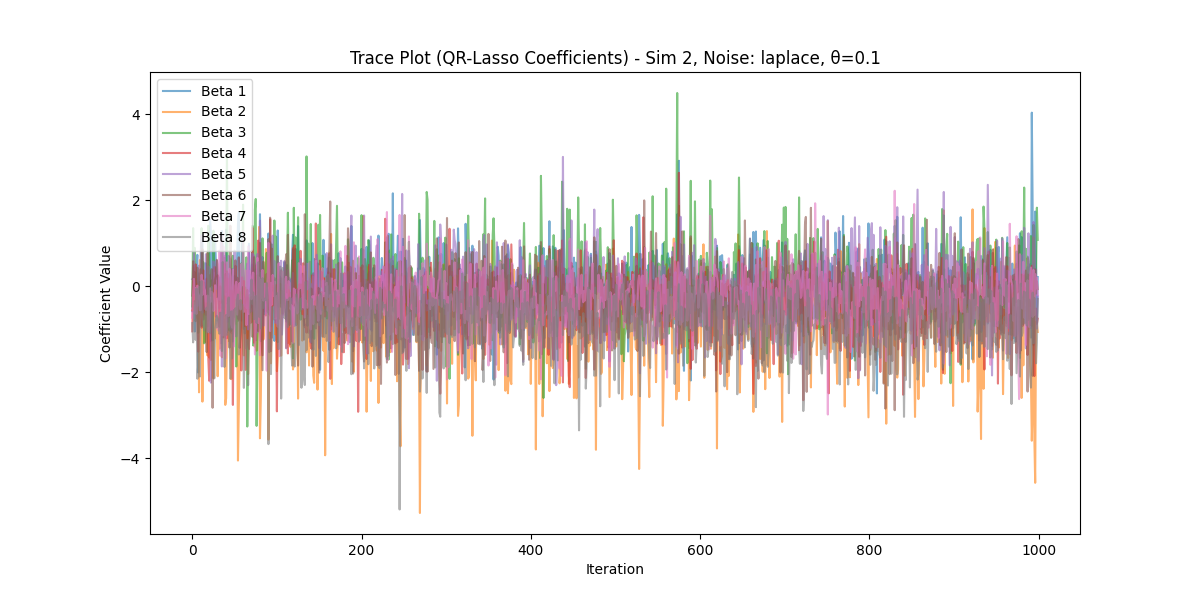 Trace Plot (QR-Lasso Coefficients) - Sim 2, Noise: laplace, θ=0.1
Beta 1
Beta 2
Beta 3
Beta 4
Beta 5
Beta 6
Beta 7
Beta 8
4
2
0
−2
−4
Coefficient Value
0 200 400 600 800 1000
Iteration